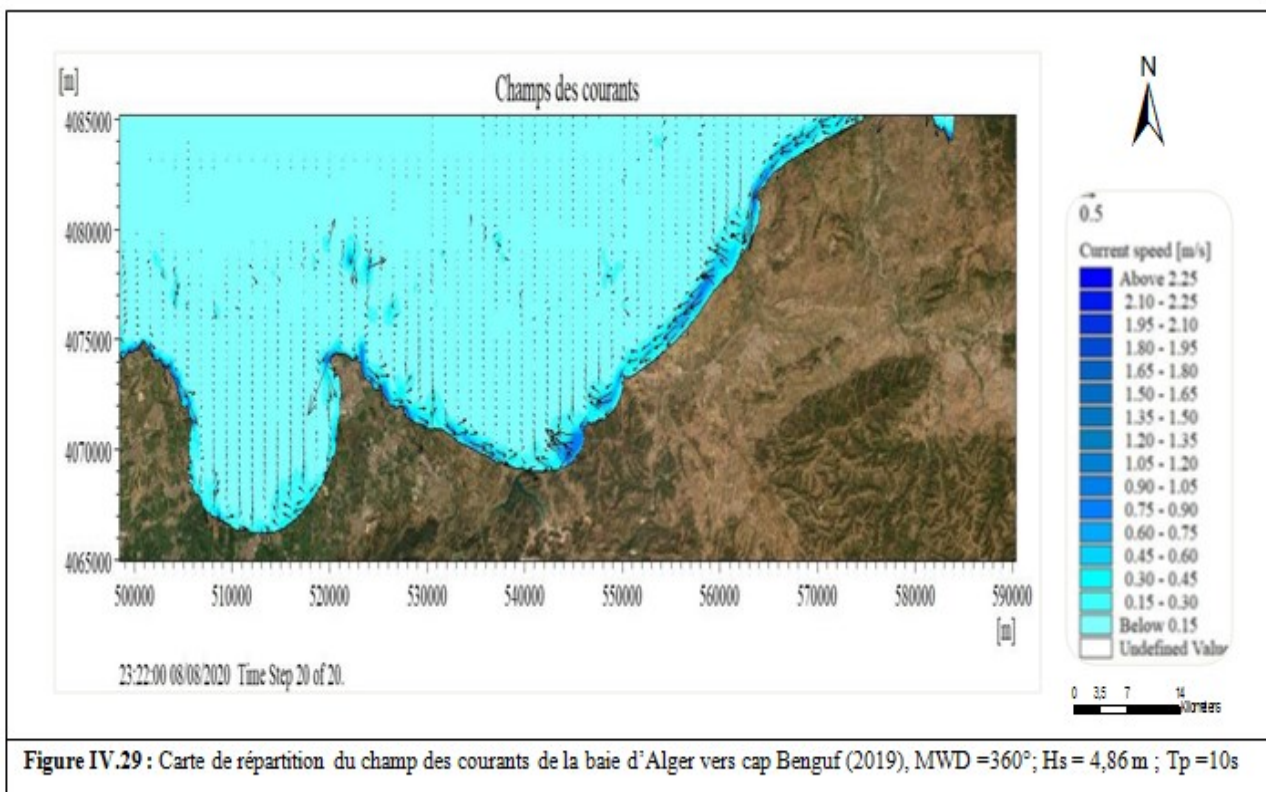 Champs des courants
[m]
4085000
4080000
4075000
4070000
4065000
500000 510000 520000 530000 540000 550000 560000 570000 580000 590000
[m]
23:22:00 08/08/2020 Time Step 20 of 20.
N
0.5
Current speed [m/s]
Above 2.25
2.10 - 2.25
1.95 - 2.10
1.80 - 1.95
1.65 - 1.80
1.50 - 1.65
1.35 - 1.50
1.20 - 1.35
1.05 - 1.20
0.90 - 1.05
0.75 - 0.90
0.60 - 0.75
0.45 - 0.60
0.30 - 0.45
0.15 - 0.30
Below 0.15
Undefined Value
0 3,5 7 14
Kilometers
Figure IV.29 : Carte de répartition du champ des courants de la baie d’Alger vers cap Benguf (2019), MWD =360°; Hs = 4,86 m ; Tp =10s